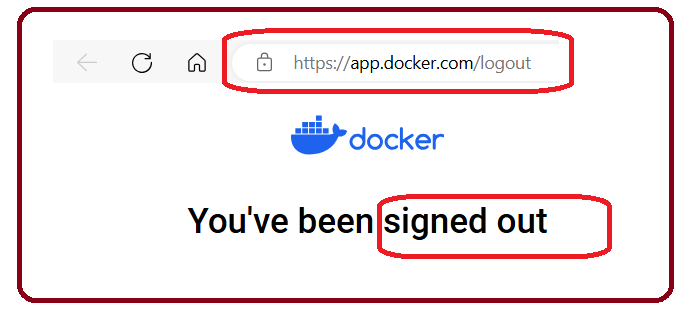 https://app.docker.com/logout
docker
You've been signed out